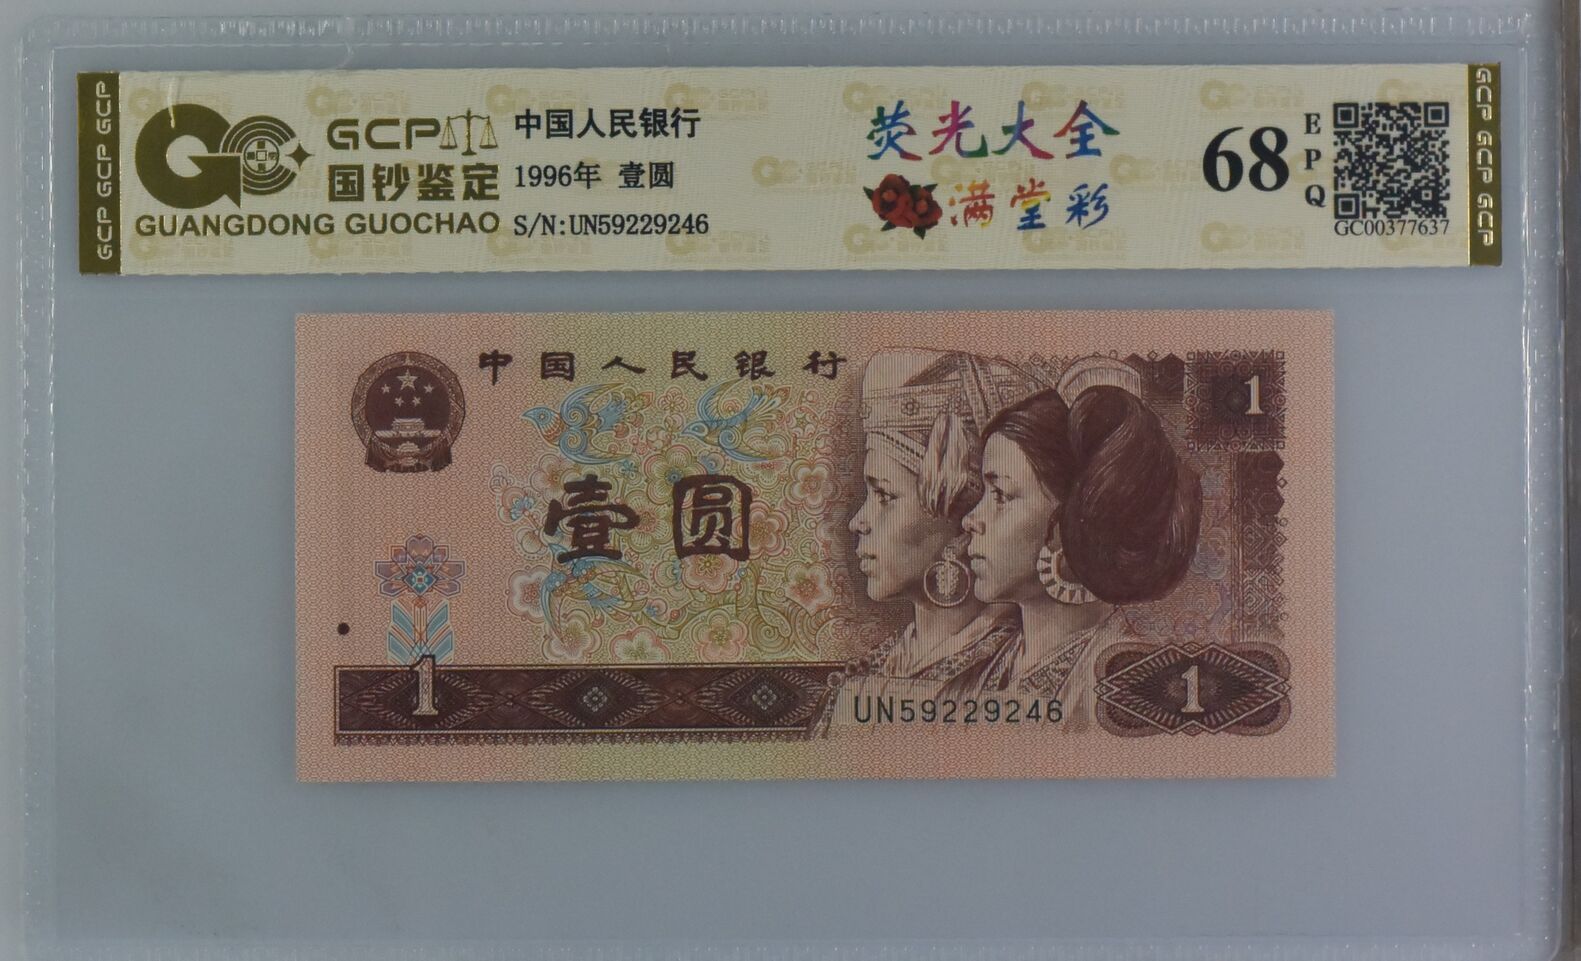 GCP GCP GCP
GCP
国钞鉴定
GUANGDONG GUOCHAO
中国人民银行
1996年 壹圆
S/N:UN59229246
荧光大全
满堂彩
68
EPQ
GC00377637
GCP GCP GCP
中国人民银行
1
壹圆
1
UN59229246
1